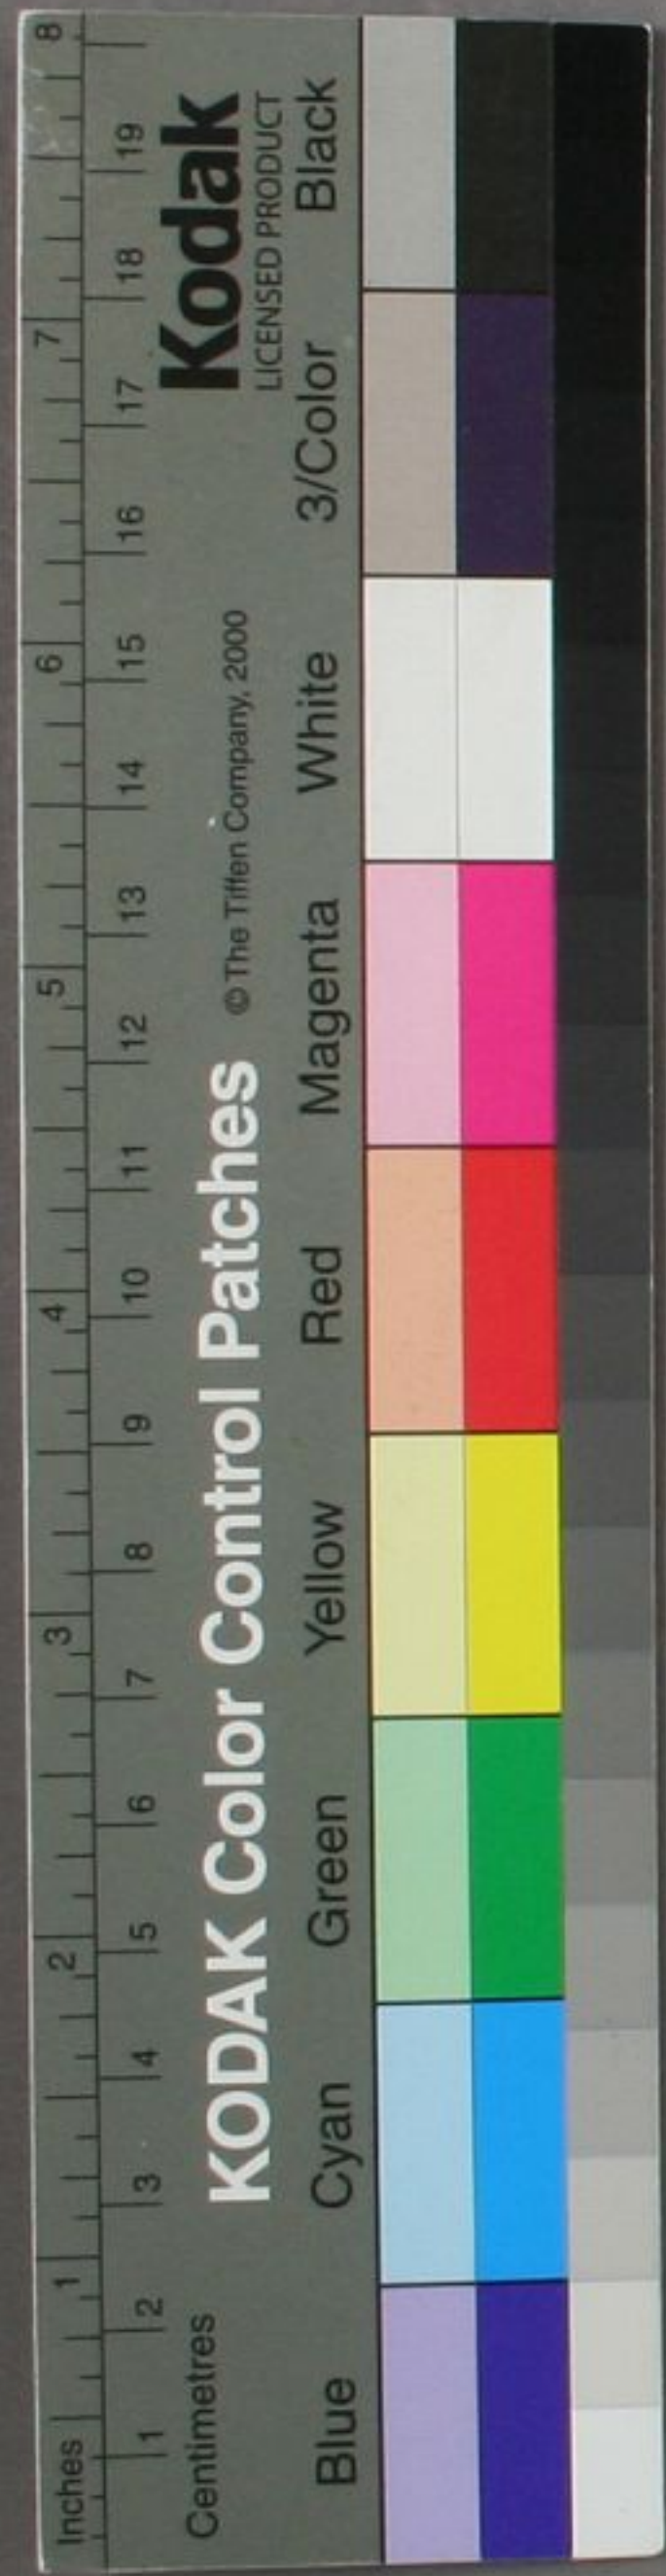 Inches 1 2 3 4 5 6 7 8
1 2 3 4 5 6 7 8 9 10 11 12 13 14 15 16 17 18 19
Centimetres
KODAK Color Control Patches © The Tiffen Company, 2000 Kodak
LICENSED PRODUCT
Blue Cyan Green Yellow Red Magenta White 3/Color Black